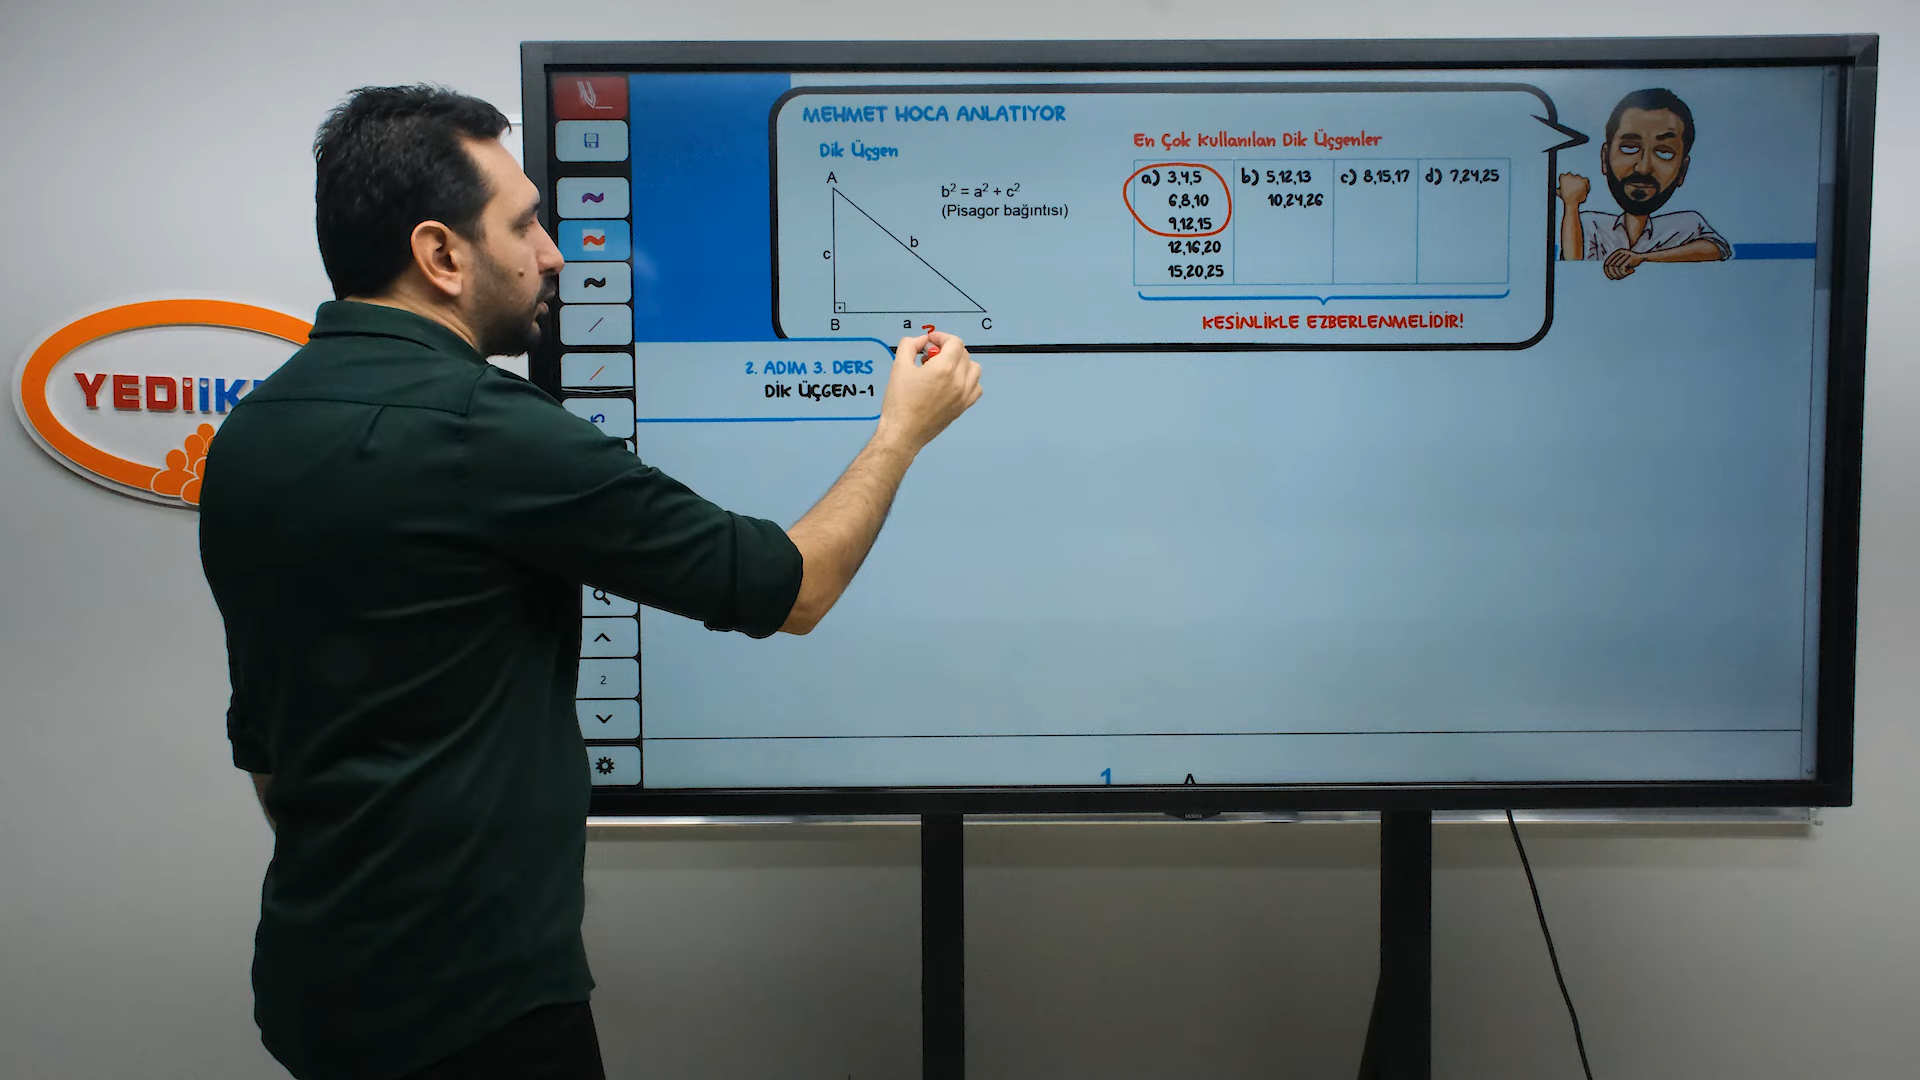 YEDiiK
MEHMET HOCA ANLATIYOR
Dik Üçgen
A
b² = a² + c²
(Pisagor bağıntısı)
b
c
B
a
C
En Çok Kullanılan Dik Üçgenler
a) 3,4,5
6,8,10
9,12,15
12,16,20
15,20,25
b) 5,12,13
10,24,26
c) 8,15,17
d) 7,24,25
KESİNLİKLE EZBERLENMELİDİR!
2. ADIM 3. DERS
DİK ÜÇGEN-1
2
1